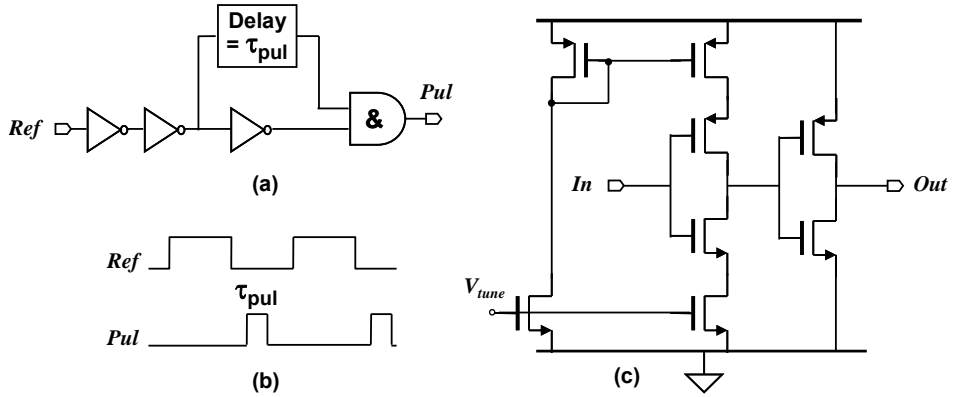 Delay
= τpul
Ref
&
Pul
(a)
Ref
τpul
Pul
(b)
In
Out
Vtune
(c)